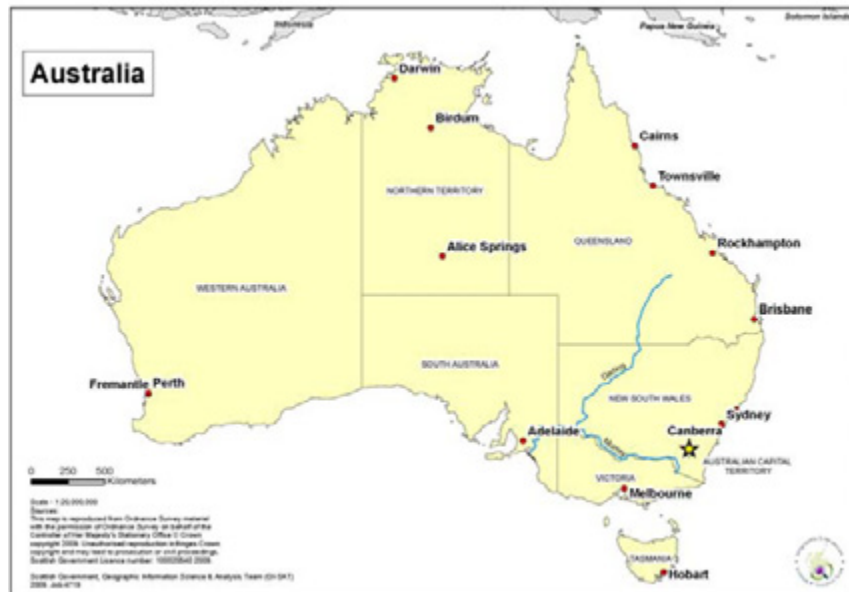 Indonesia
Papua New Guinea
Solomon Islands
Australia
Darwin
Birdum
Cairns
Townsville
NORTHERN TERRITORY
QUEENSLAND
Rockhampton
Alice Springs
WESTERN AUSTRALIA
Brisbane
SOUTH AUSTRALIA
Darling
Fremantle Perth
NEW SOUTH WALES
Sydney
Adelaide
Canberra
Murray
AUSTRALIAN CAPITAL
TERRITORY
VICTORIA
Melbourne
0 250 500
Kilometers
Scale - 1:20,000,000
Sources:
This map is reproduced from Ordnance Survey material
with the permission of Ordnance Survey on behalf of the
Controller of Her Majesty's Stationery Office © Crown
copyright 2009. Unauthorised reproduction infringes Crown
copyright and may lead to prosecution or civil proceedings.
Scottish Government Licence number: 100020540 2009.
TASMANIA
Hobart
Scottish Government, Geographic Information Science & Analysis Team
2009. Job